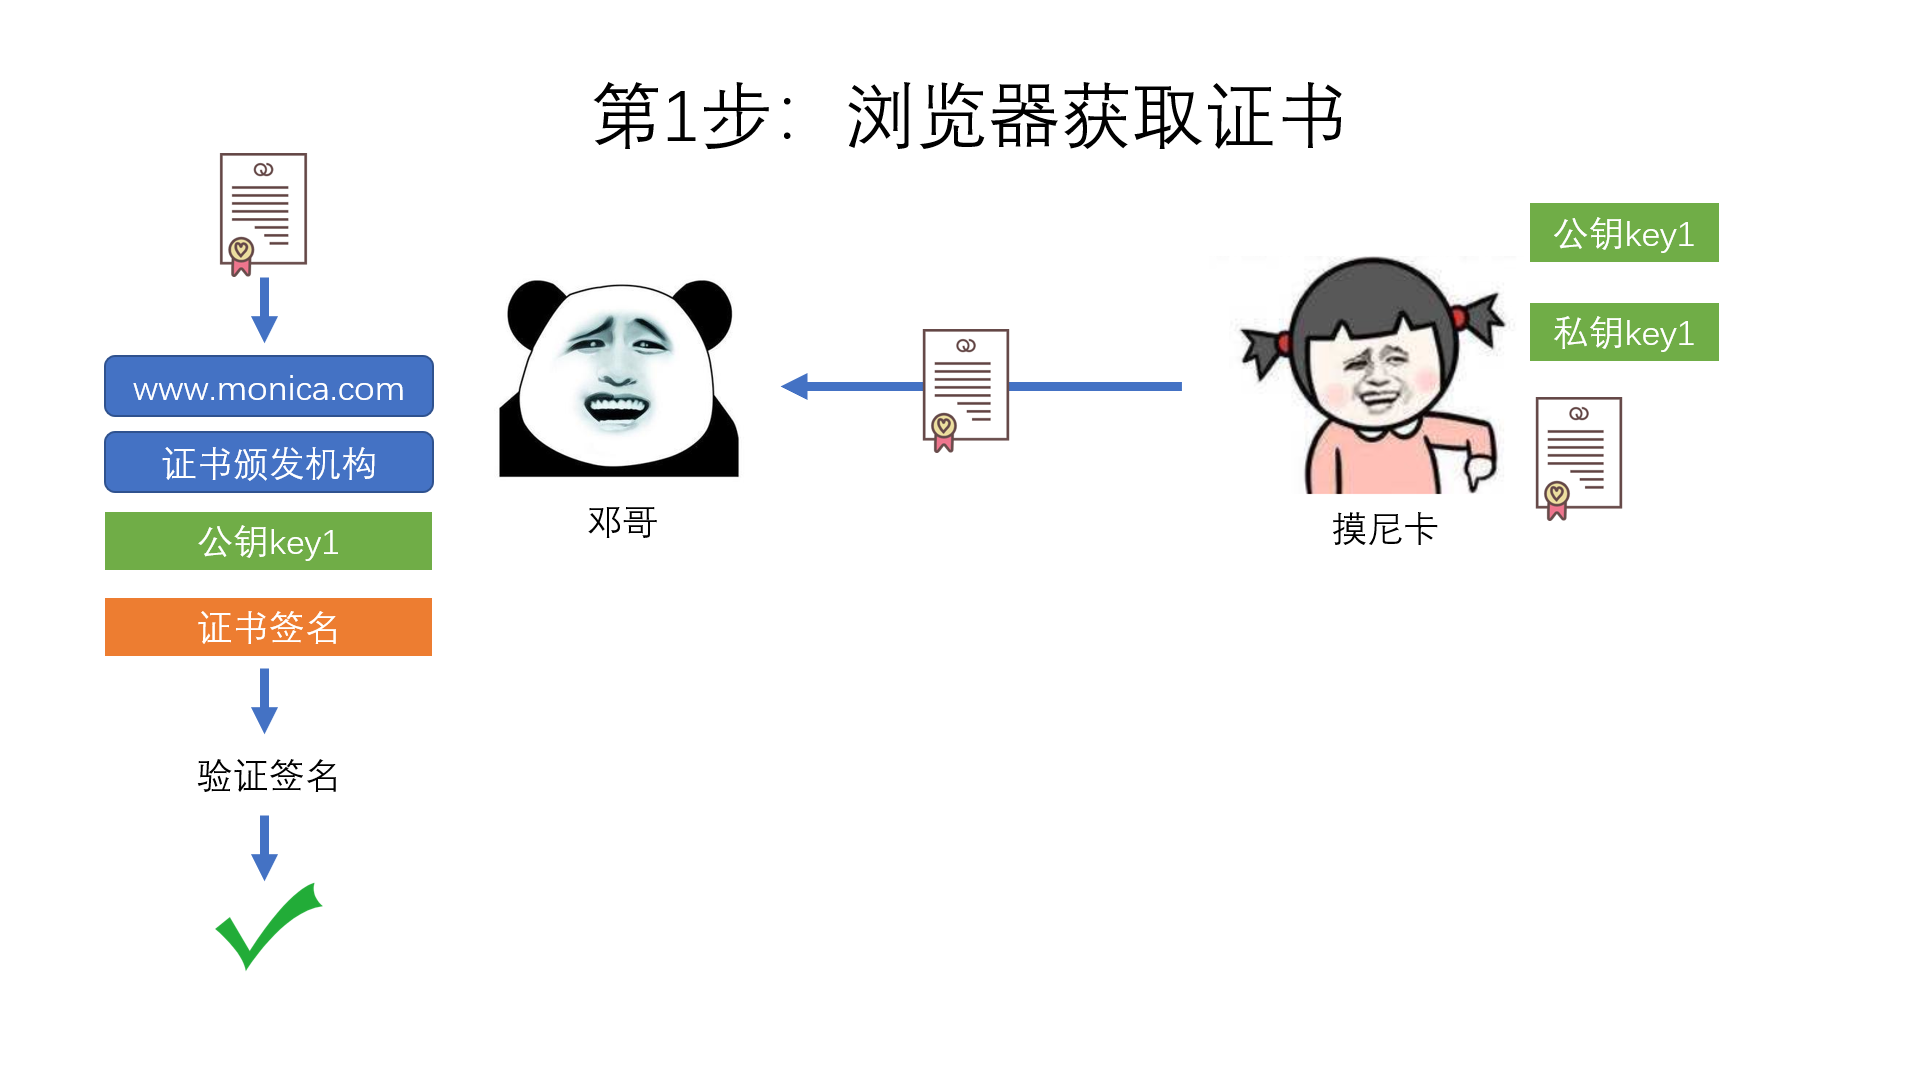 第1步：浏览器获取证书
www.monica.com
证书颁发机构
公钥key1
证书签名
验证签名
邓哥
摸尼卡
公钥key1
私钥key1